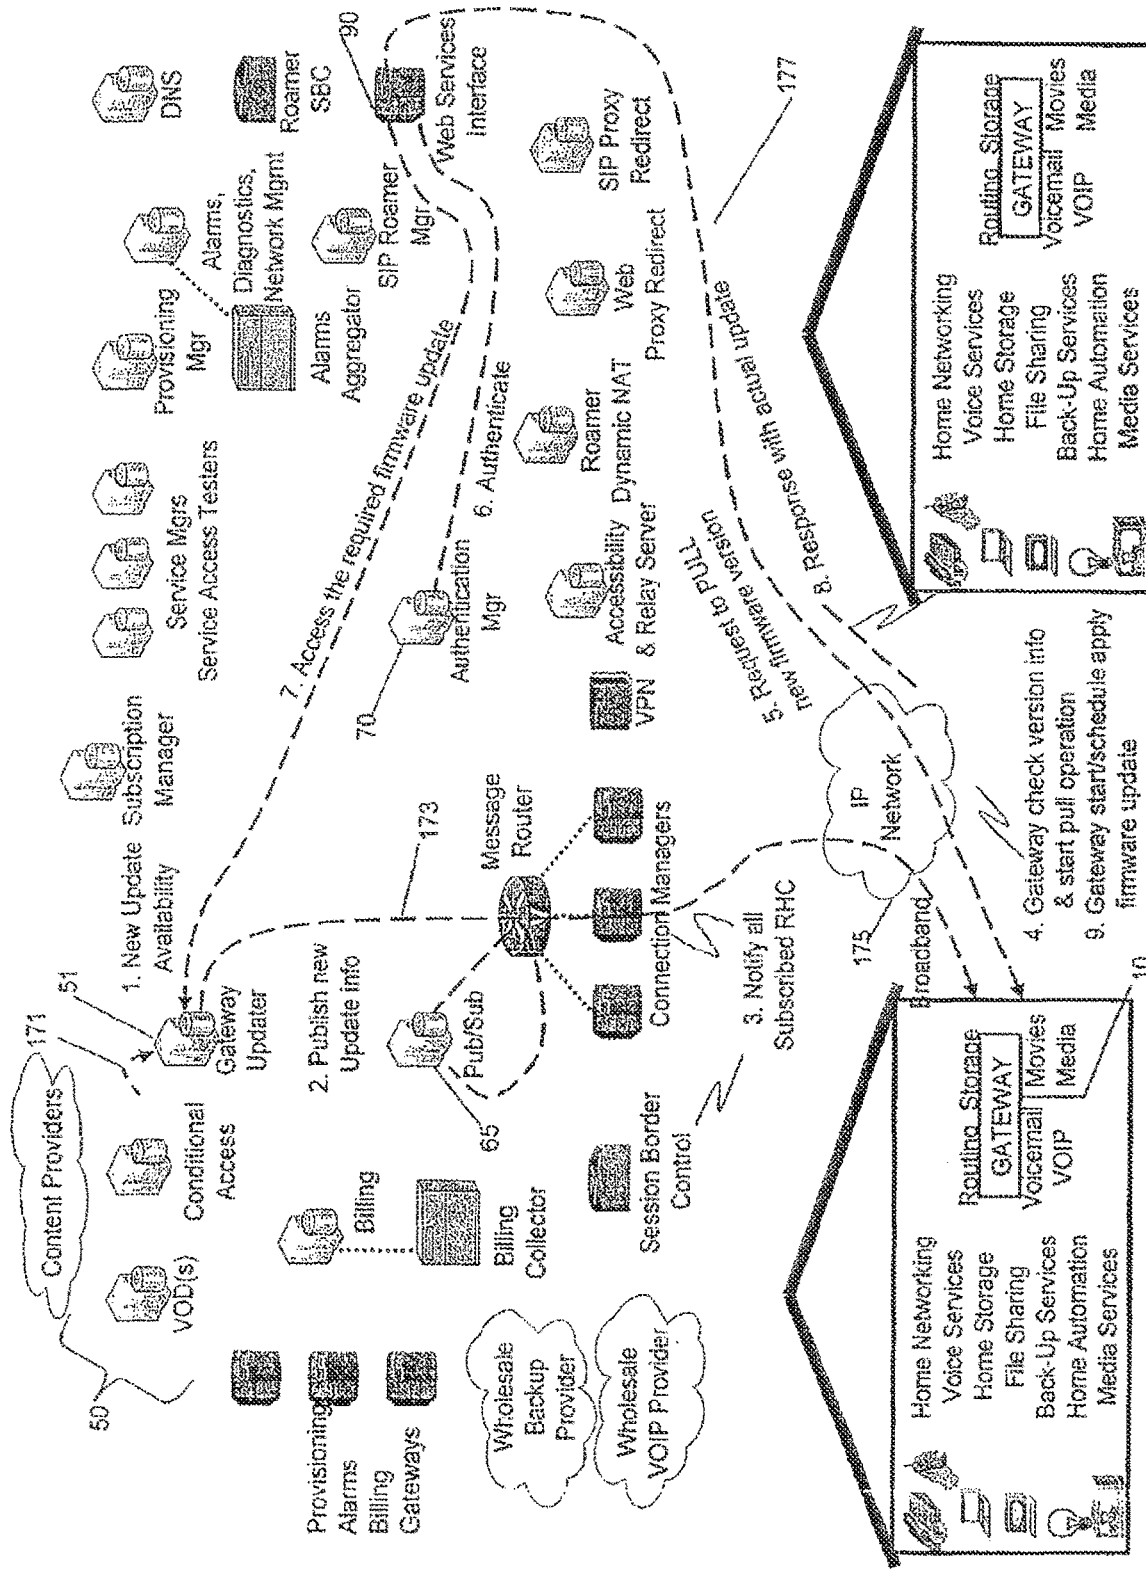 Content Providers
171
50
VOD(s)
Conditional
Access
51
Gateway
Updater
1. New Update
Availability
Subscription
Manager
Service Mgrs
Service Access Testers
Provisioning
Mgr
Alarms,
Diagnostics,
Network Mgmt
DNS
Roamer
SBC
Alarms
Aggregator
SIP Roamer
Mgr
90
Web Services
Interface
Provisioning
Alarms
Billing
Gateways
Billing
Billing
Collector
2. Publish new
Update info
Pub/Sub
65
173
Message
Router
7. Access the required firmware update
70
Authentication
Mgr
6. Authenticate
Wholesale
Backup
Provider
Wholesale
VOIP Provider
Session Border
Control
3. Notify all
Subscribed RHC
Connection Managers
VPN
Accessibility
& Relay Server
Roamer
Dynamic NAT
Web
Proxy Redirect
SIP Proxy
Redirect
177
5. Request to PULL
new firmware version
8. Response with actual update
IP
Network
175
Broadband
4. Gateway check version info
& start pull operation
9. Gateway start/schedule apply
firmware update
10
Home Networking
Voice Services
Home Storage
File Sharing
Back-Up Services
Home Automation
Media Services
Routing Storage
GATEWAY
Voicemail Movies
VOIP Media
Home Networking
Voice Services
Home Storage
File Sharing
Back-Up Services
Home Automation
Media Services
Routing Storage
GATEWAY
Voicemail Movies
VOIP Media